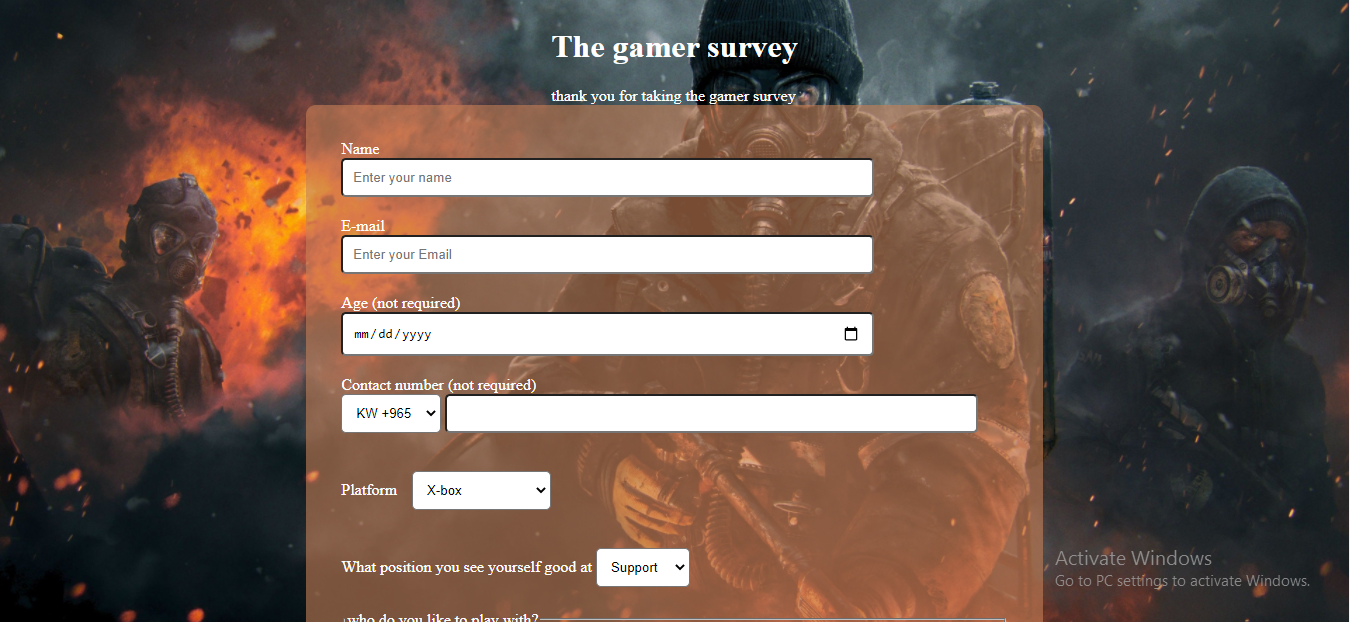 The gamer survey
thank you for taking the gamer survey
Name
Enter your name
E-mail
Enter your Email
Age (not required)
mm/dd/yyyy
Contact number (not required)
KW +965
Platform X-box
What position you see yourself good at Support
who do you like to play with?
Activate Windows
Go to PC settings to activate Windows.